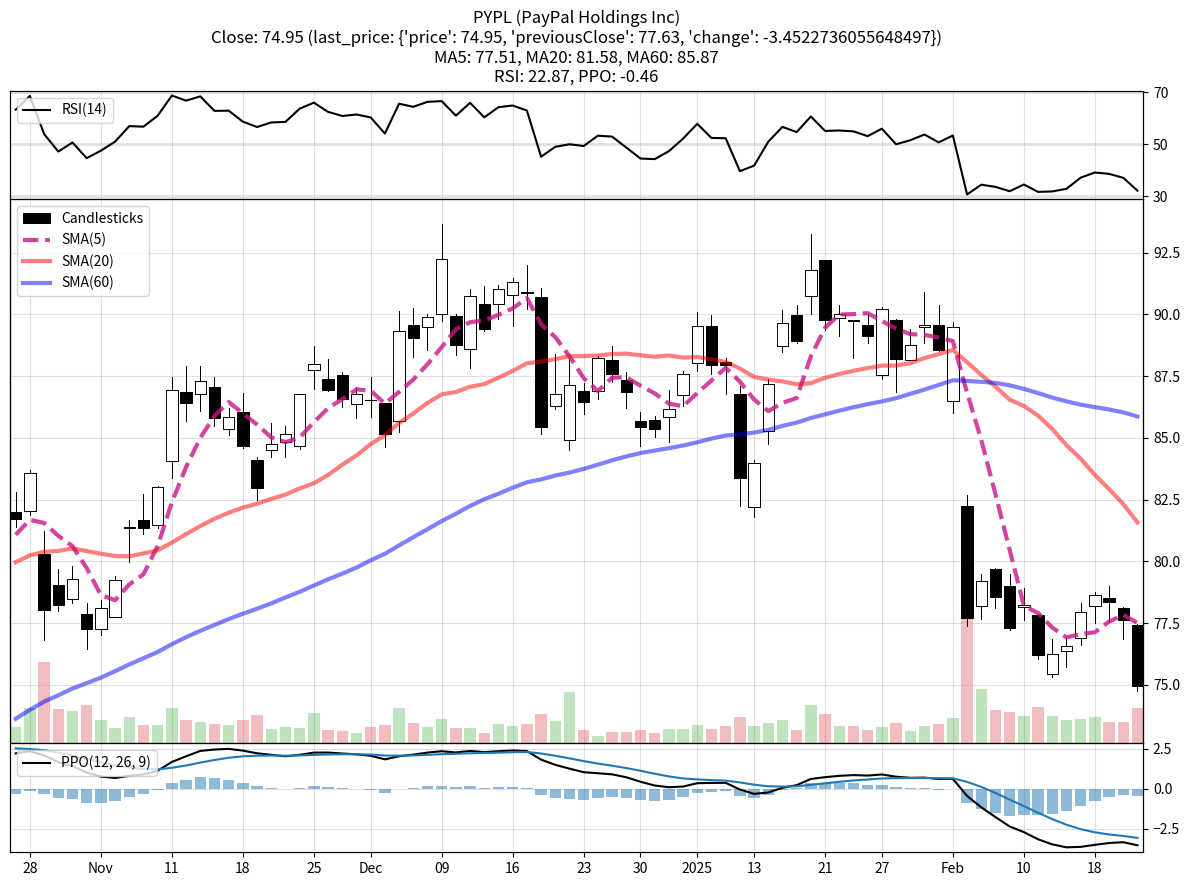 PYPL (PayPal Holdings Inc)
Close: 74.95 (last_price: {'price': 74.95, 'previousClose': 77.63, 'change': -3.4522736055648497})
MA5: 77.51, MA20: 81.58, MA60: 85.87
RSI: 22.87, PPO: -0.46
RSI(14)
70
50
30
Candlesticks
SMA(5)
SMA(20)
SMA(60)
92.5
90.0
87.5
85.0
82.5
80.0
77.5
75.0
PPO(12, 26, 9)
2.5
0.0
−2.5
28 Nov 11 18 25 Dec 09 16 23 30 2025 13 21 27 Feb 10 18